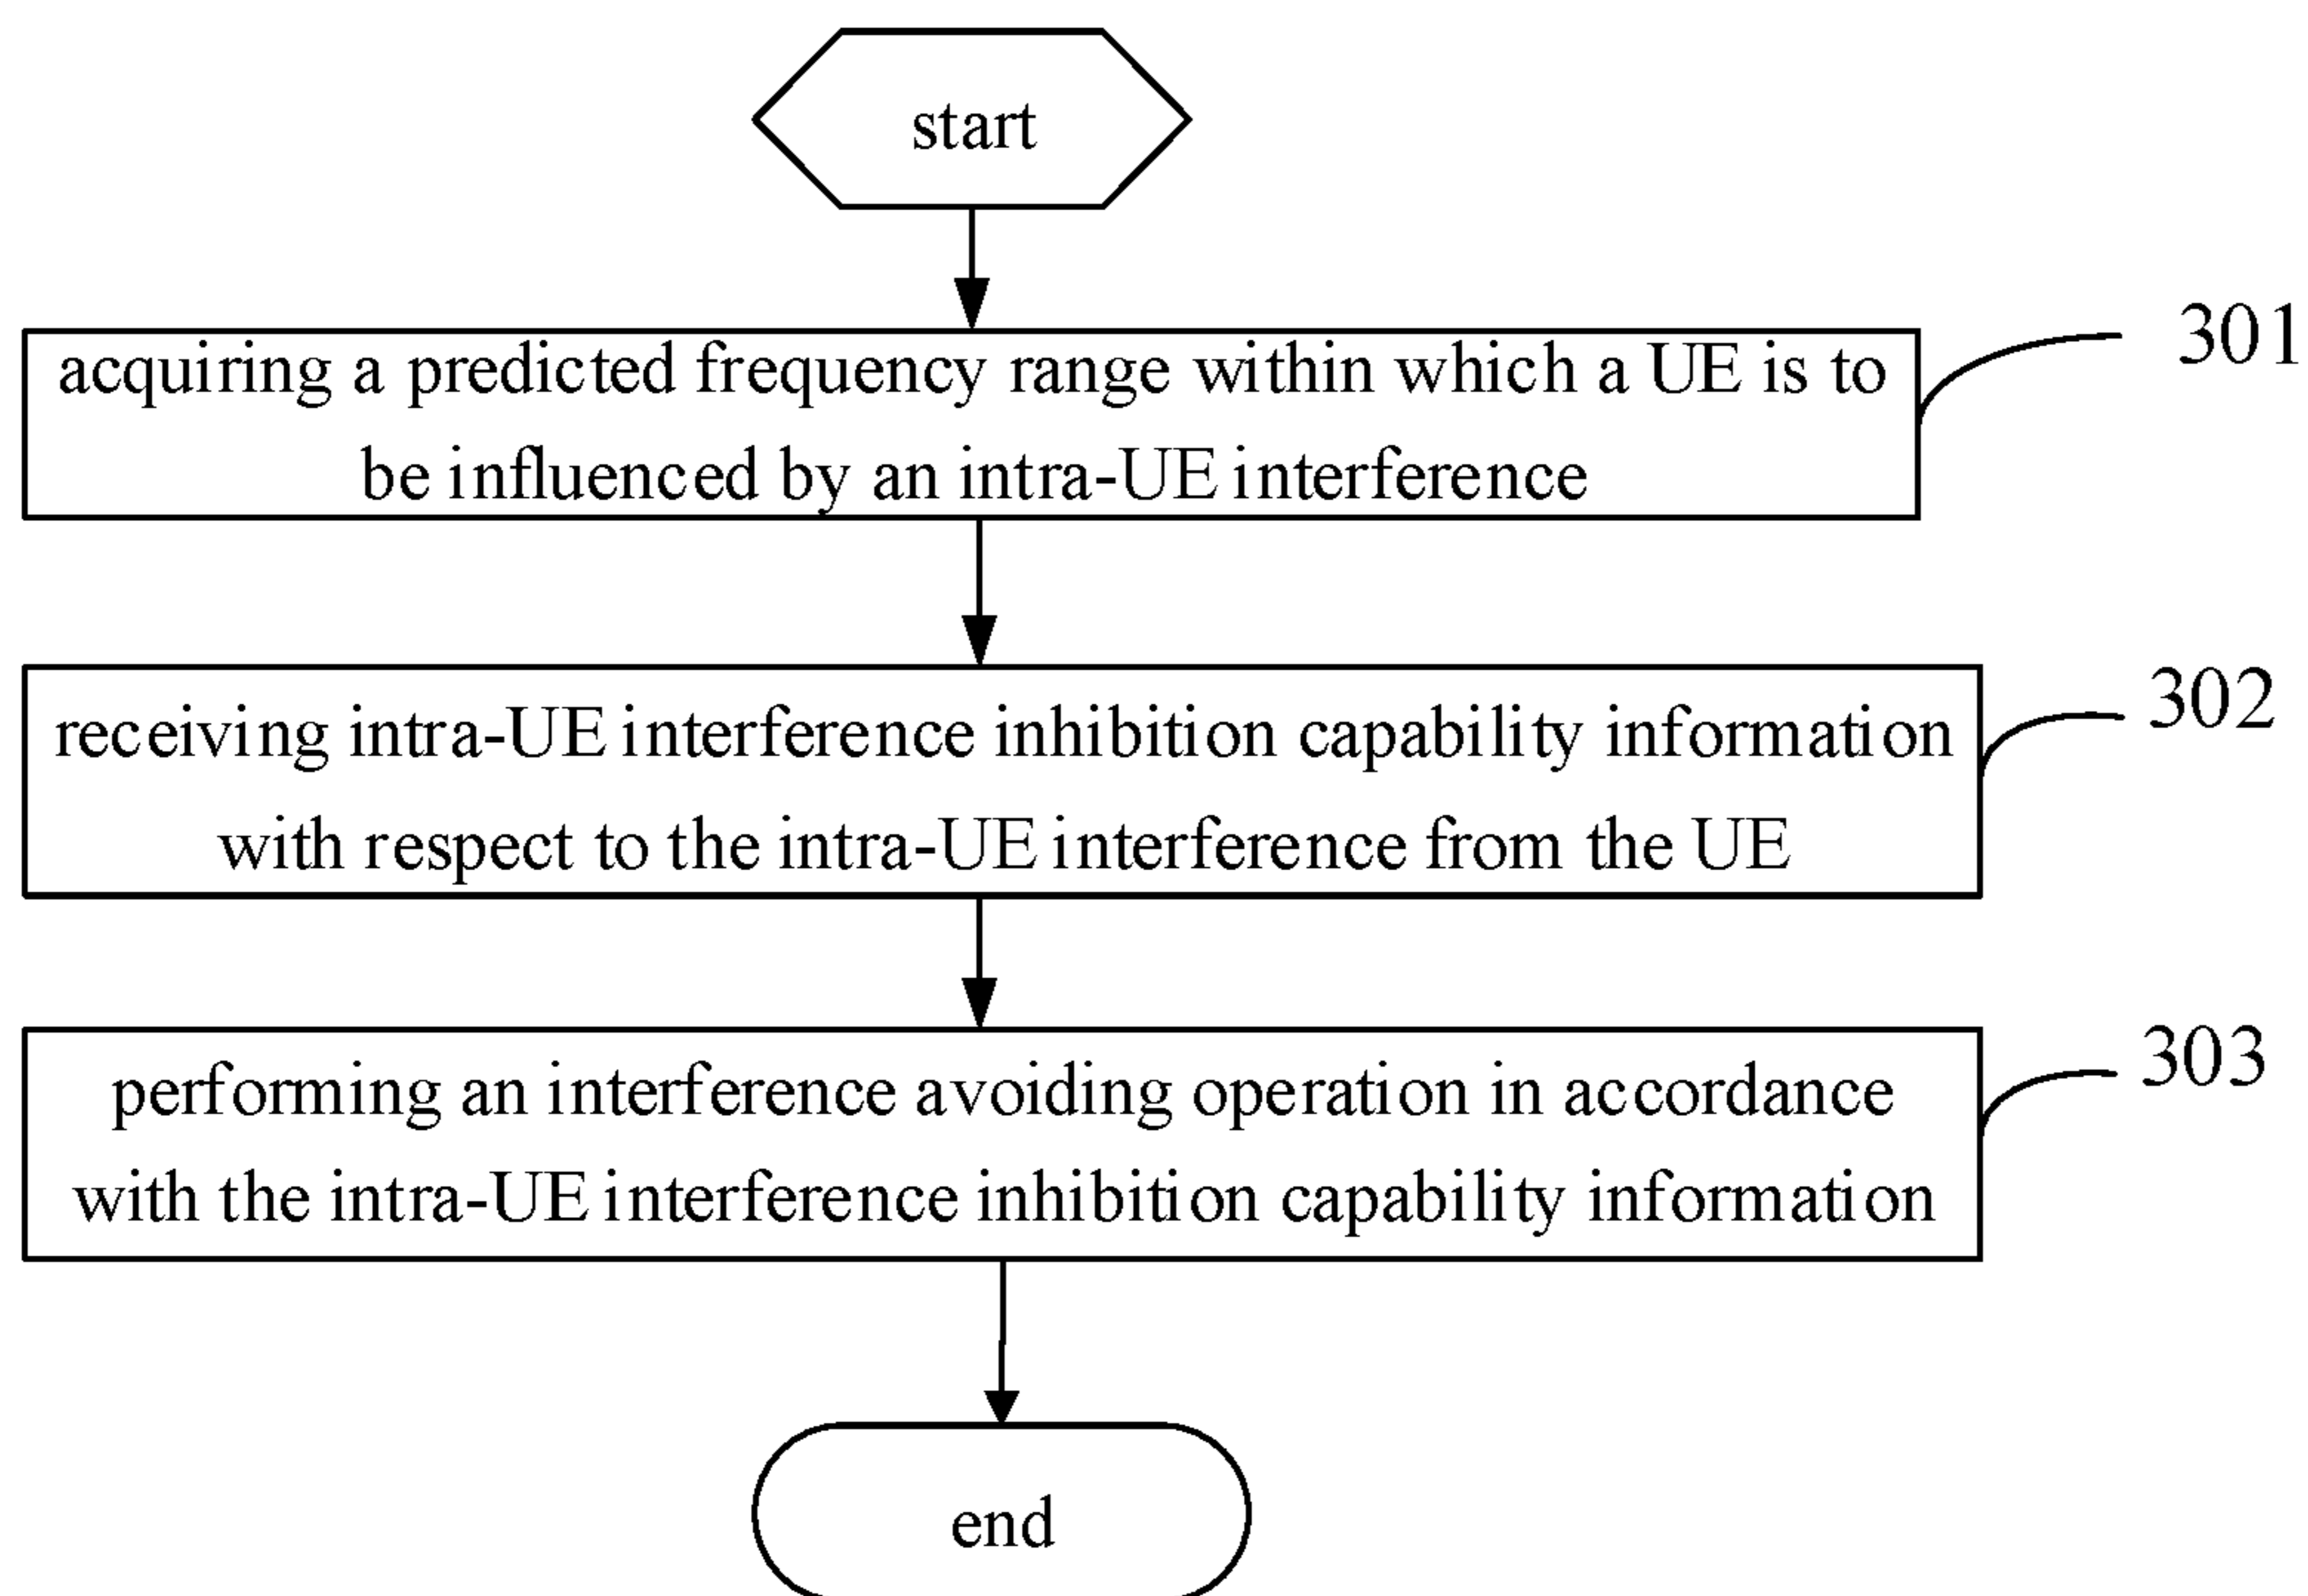 start
acquiring a predicted frequency range within which a UE is to
be influenced by an intra-UE interference
301
receiving intra-UE interference inhibition capability information
with respect to the intra-UE interference from the UE
302
performing an interference avoiding operation in accordance
with the intra-UE interference inhibition capability information
303
end